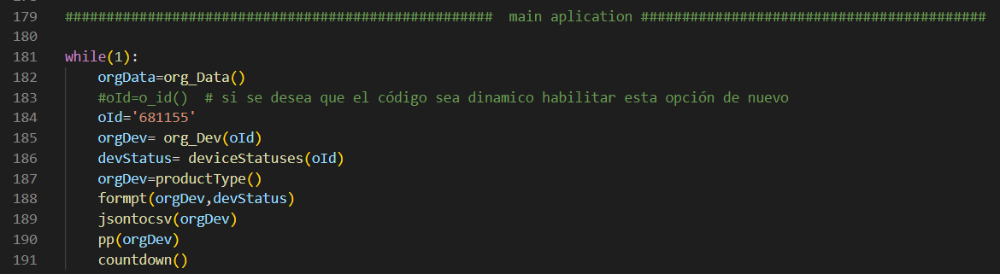 179 #################################################### main aplication ##########################################
180
181 while(1):
182 orgData=org_Data()
183 #oId=o_id() # si se desea que el código sea dinamico habilitar esta opción de nuevo
184 oId='681155'
185 orgDev= org_Dev(oId)
186 devStatus= deviceStatuses(oId)
187 orgDev=productType()
188 formpt(orgDev,devStatus)
189 jsontocsv(orgDev)
190 pp(orgDev)
191 countdown()